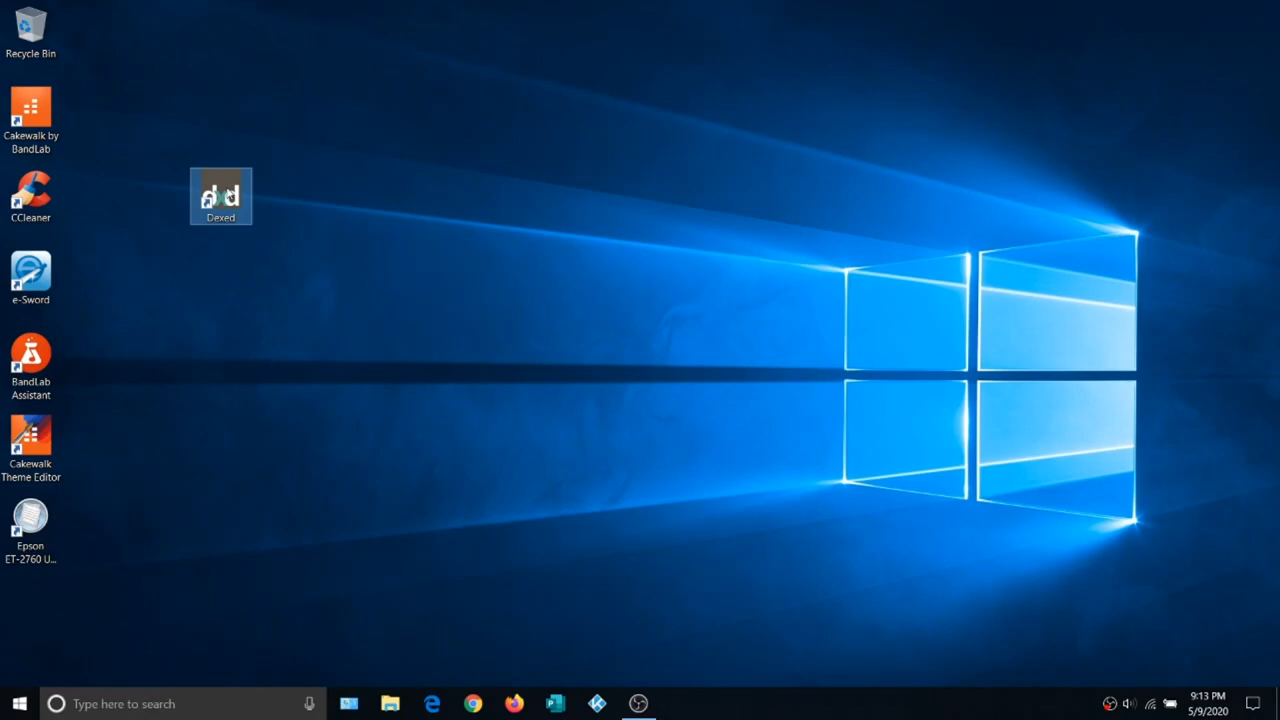 Recycle Bin
Cakewalk by
BandLab
CCleaner
e-Sword
BandLab
Assistant
Cakewalk
Theme Editor
Epson
ET-2760 U...
dxd
Dexed
Type here to search
9:13 PM
5/9/2020